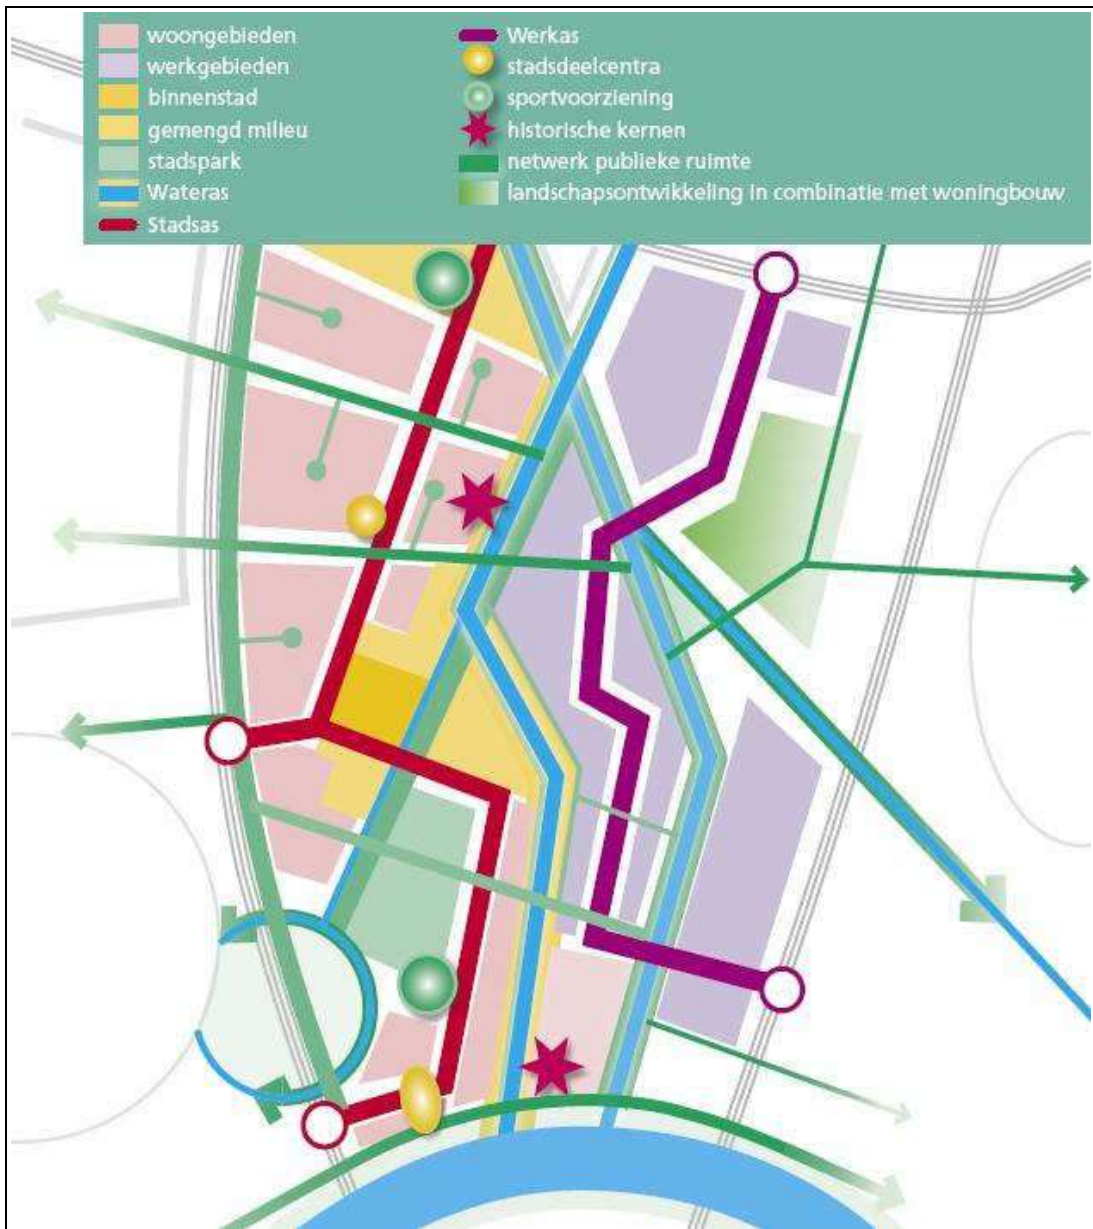 woongebieden
werkgebieden
binnenstad
gemengd milieu
stadspark
Wateras
Stadsas
Werkas
stadsdeelcentra
sportvoorziening
historische kernen
netwerk publieke ruimte
landschapsontwikkeling in combinatie met woningbouw